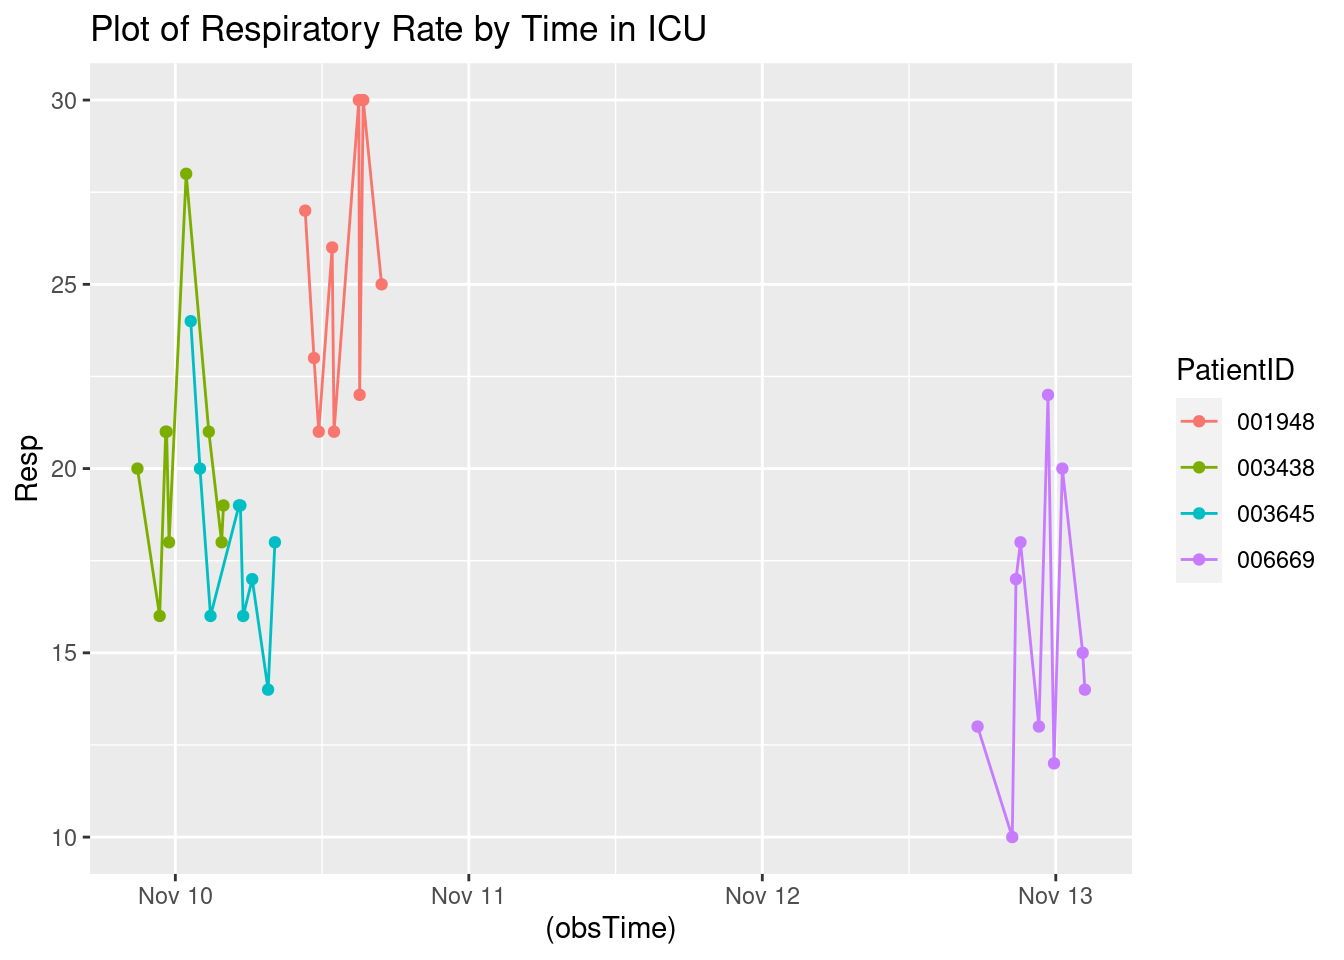 Plot of Respiratory Rate by Time in ICU
30
25
20
15
10
Resp
Nov 10
Nov 11
Nov 12
Nov 13
(obsTime)
PatientID
001948
003438
003645
006669